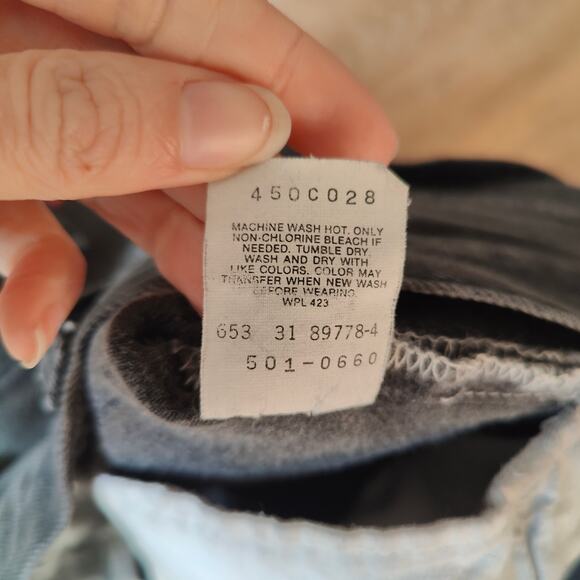 450C028
MACHINE WASH HOT. ONLY
NON-CHLORINE BLEACH IF
NEEDED. TUMBLE DRY.
WASH AND DRY WITH
LIKE COLORS. COLOR MAY
TRANSFER WHEN NEW WASH
BEFORE WEARING.
WPL 423
653 31 89778-4
501-0660